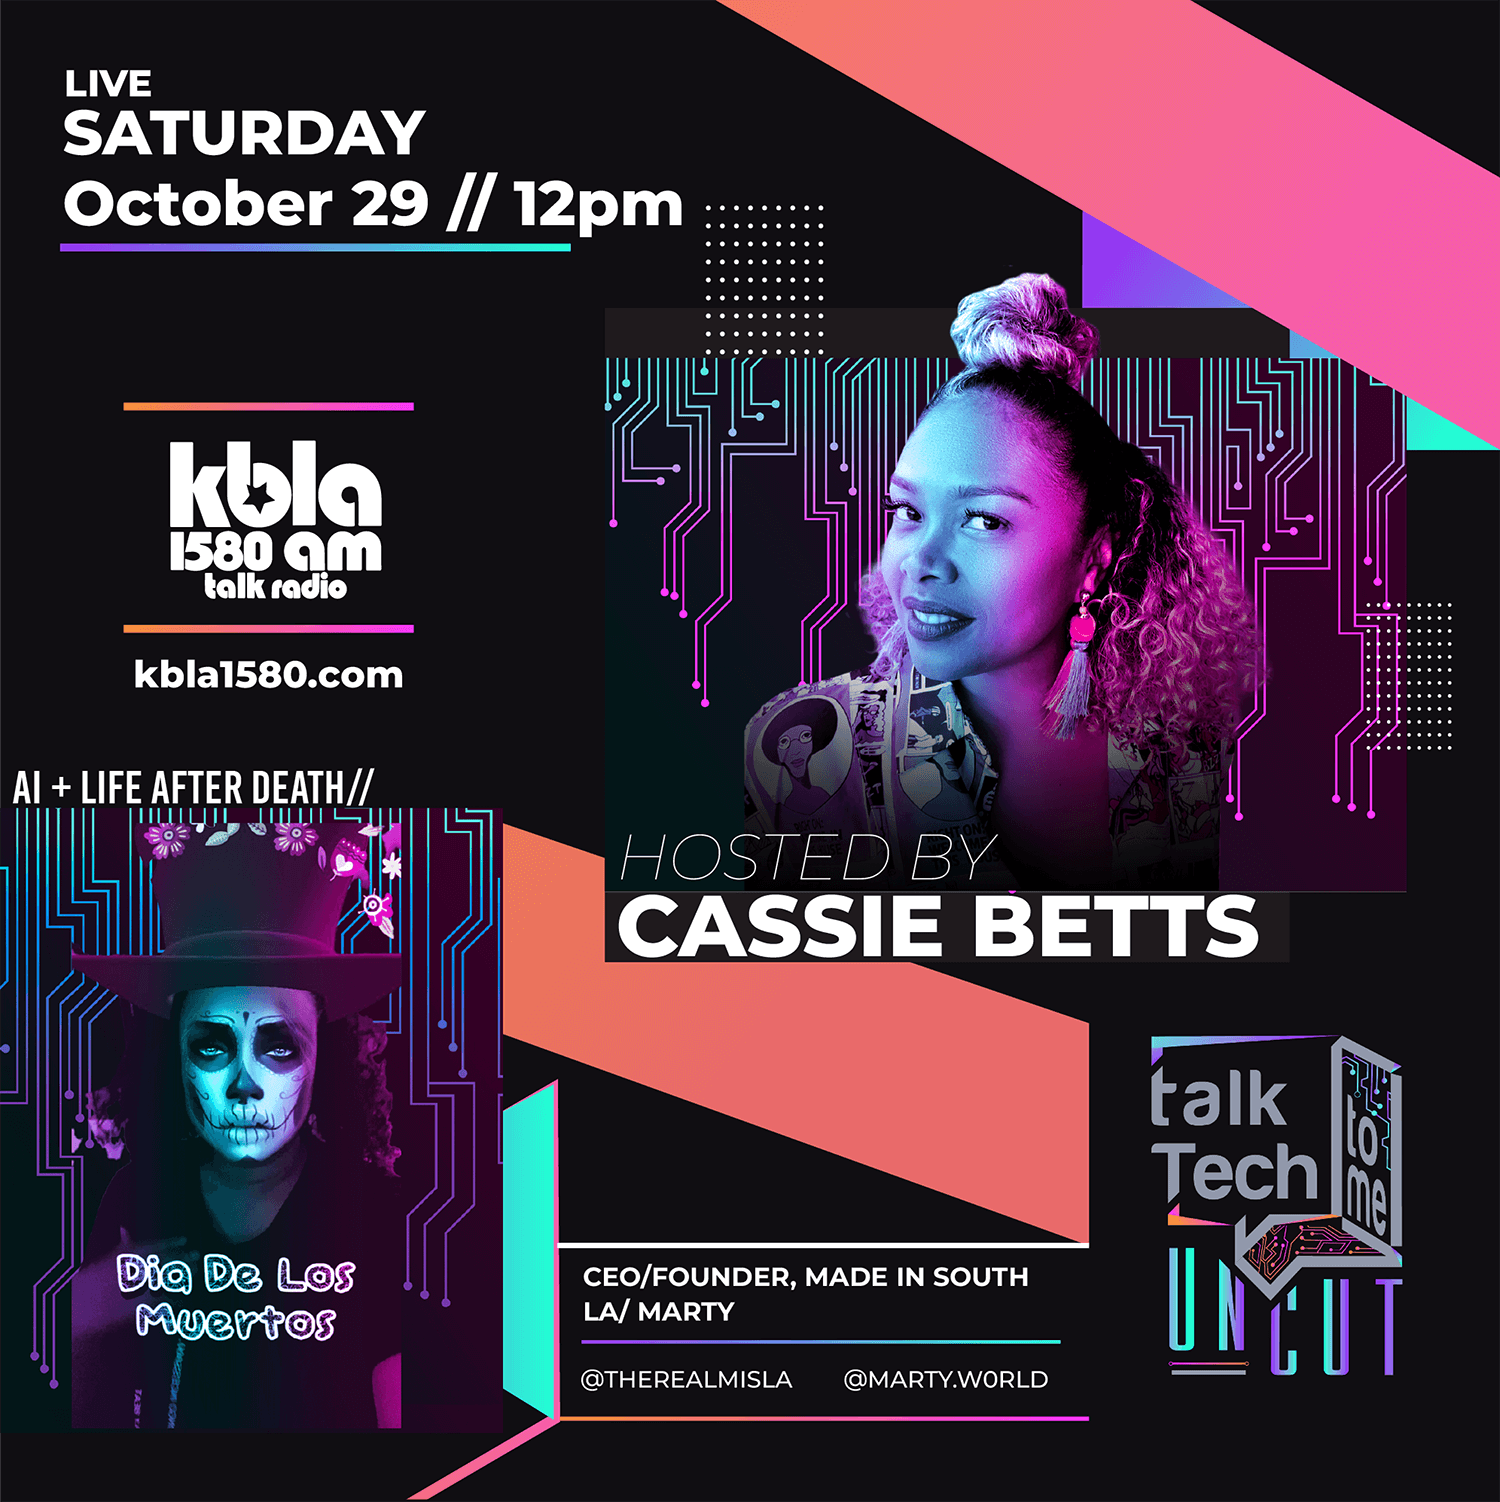 LIVE
SATURDAY
October 29 // 12pm
kbla
1580 am
talk radio
kbla1580.com
AI + LIFE AFTER DEATH//
Dia De Los
Muertos
HOSTED BY
CASSIE BETTS
CEO/FOUNDER, MADE IN SOUTH
LA/ MARTY
@THEREALMISLA @MARTY.W0RLD
talk
Tech
to
me
UNCUT